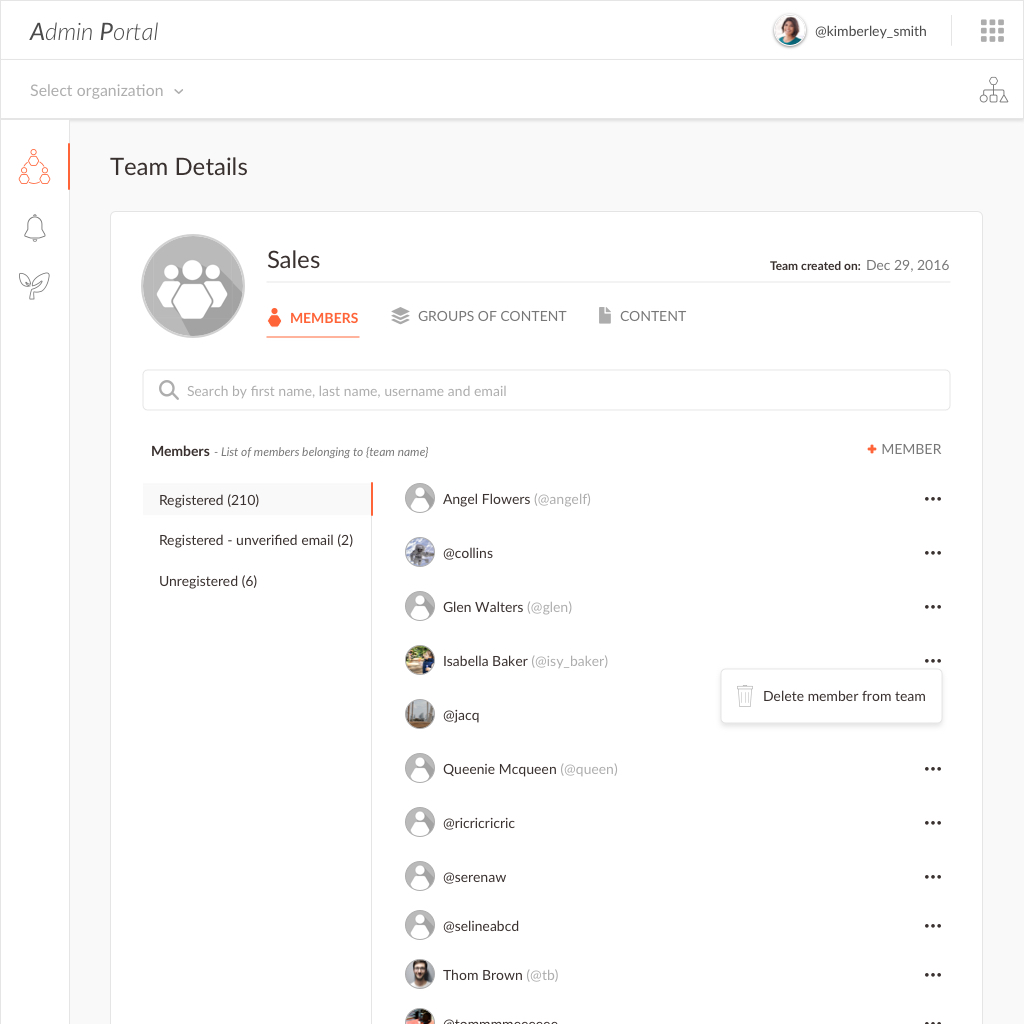 Admin Portal
@kimberley_smith
Select organization
Team Details
Sales
Team created on: Dec 29, 2016
MEMBERS
GROUPS OF CONTENT
CONTENT
Search by first name, last name, username and email
Members - List of members belonging to {team name}
+ MEMBER
Registered (210)
Registered - unverified email (2)
Unregistered (6)
Angel Flowers (@angelf)
@collins
Glen Walters (@glen)
Isabella Baker (@isy_baker)
Delete member from team
@jacq
Queenie Mcqueen (@queen)
@ricricricric
@serenaw
@selineabcd
Thom Brown (@tb)